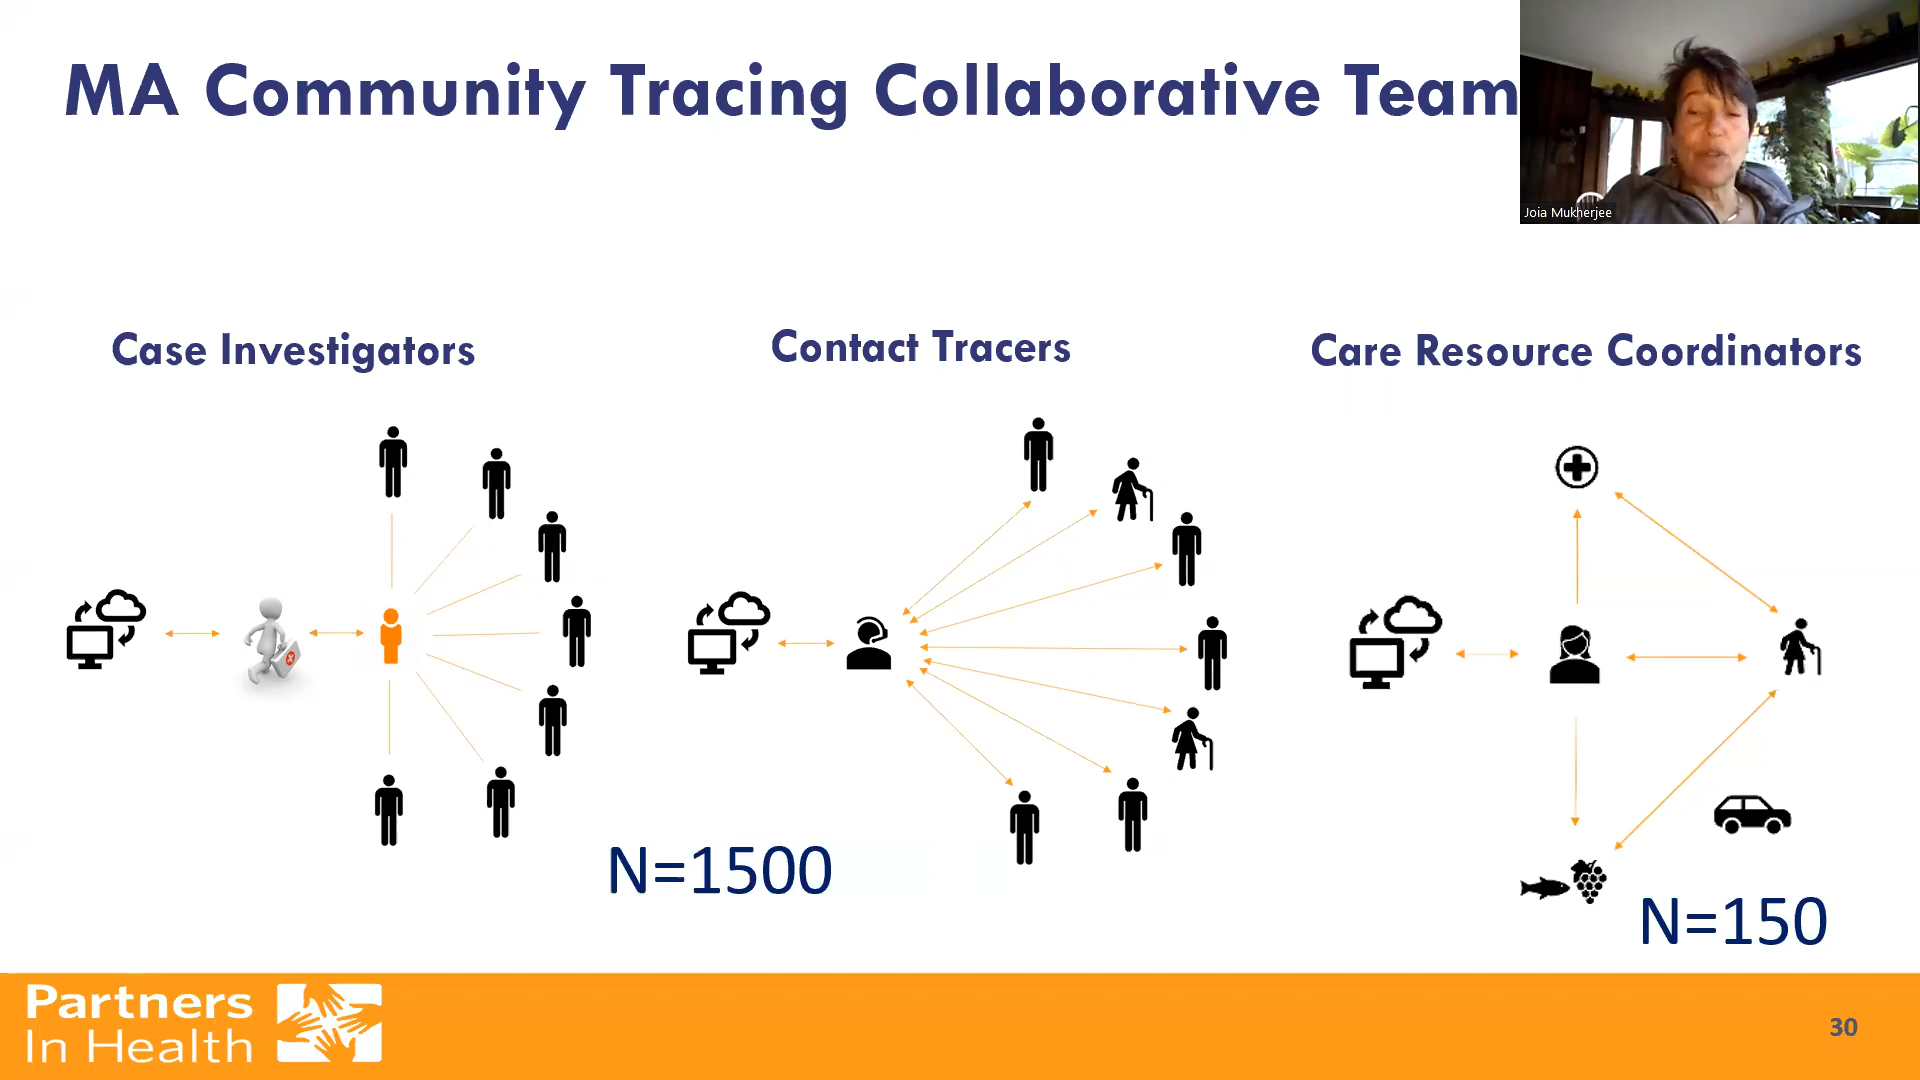 MA Community Tracing Collaborative Team
Joia Mukherjee
Case Investigators
Contact Tracers
Care Resource Coordinators
N=1500
N=150
Partners
In Health
30